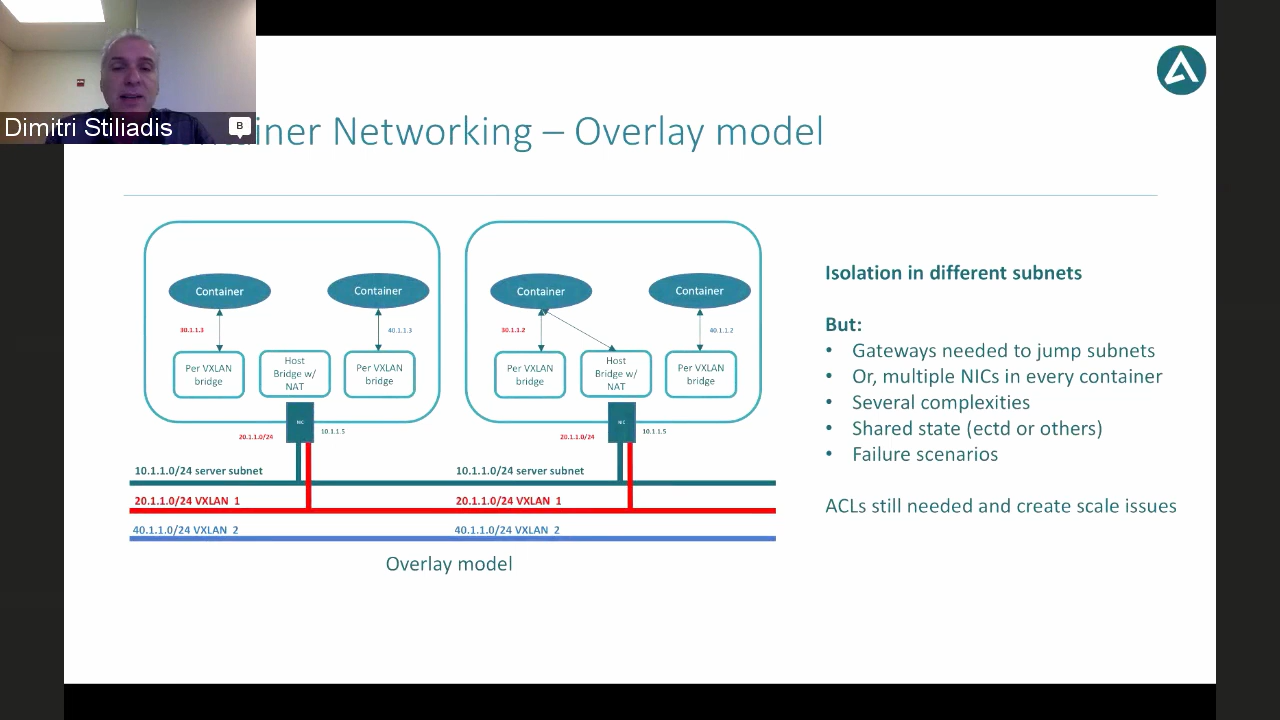 Dimitri Stiliadis
B
iner Networking – Overlay model
Container
Container
Container
Container
30.1.1.3
40.1.1.3
30.1.1.2
40.1.1.2
Per VXLAN
bridge
Host
Bridge w/
NAT
Per VXLAN
bridge
Per VXLAN
bridge
Host
Bridge w/
NAT
Per VXLAN
bridge
NIC
NIC
20.1.1.0/24
10.1.1.5
20.1.1.0/24
10.1.1.5
10.1.1.0/24 server subnet
10.1.1.0/24 server subnet
20.1.1.0/24 VXLAN 1
20.1.1.0/24 VXLAN 1
40.1.1.0/24 VXLAN 2
40.1.1.0/24 VXLAN 2
Overlay model
Isolation in different subnets
But:
• Gateways needed to jump subnets
• Or, multiple NICs in every container
• Several complexities
• Shared state (ectd or others)
• Failure scenarios
ACLs still needed and create scale issues